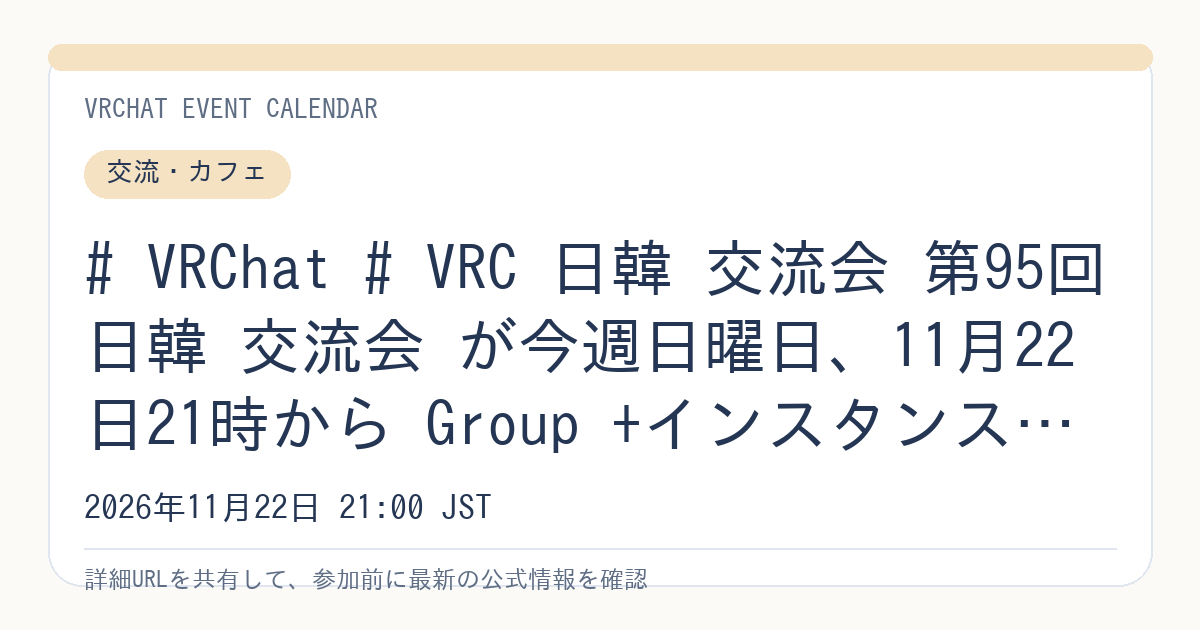 VRCHAT EVENT CALENDAR
交流・カフェ
# VRChat # VRC 日韓 交流会 第95回
日韓 交流会 が今週日曜日、11月22
日21時から Group +インスタンス…
2026年11月22日 21:00 JST
詳細URLを共有して、参加前に最新の公式情報を確認